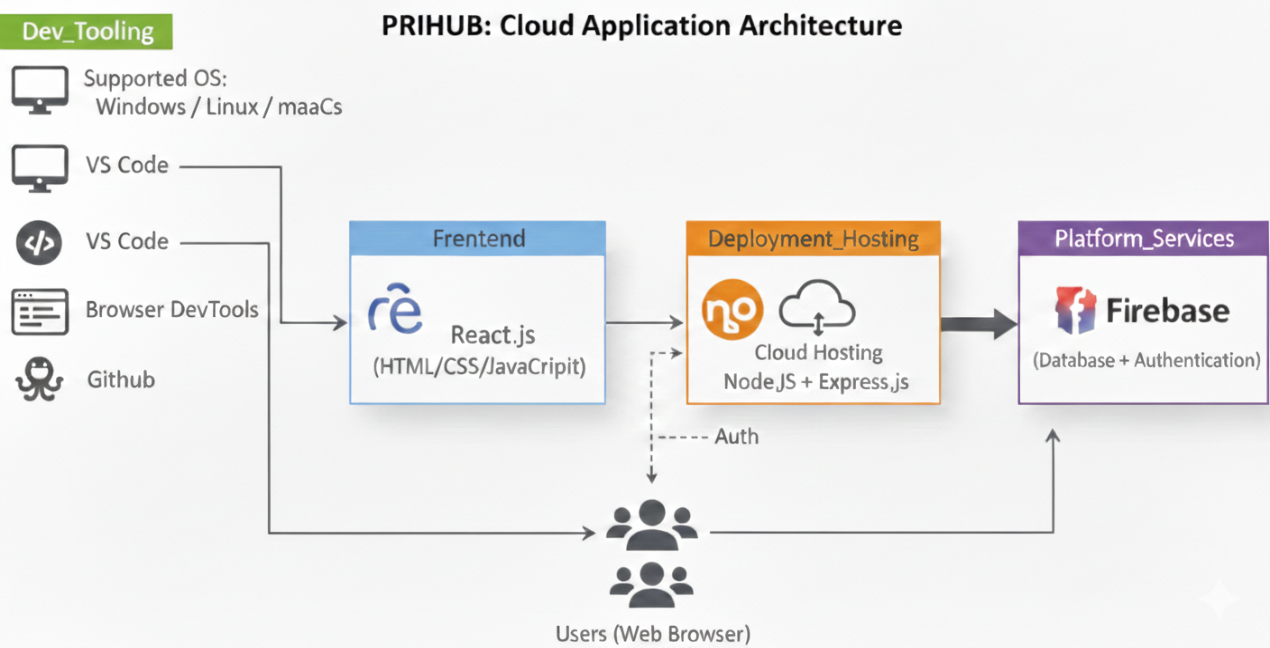 PRIHUB: Cloud Application Architecture
Dev_Tooling
Supported OS:
Windows / Linux / maaCs
VS Code
</>
VS Code
Browser DevTools
Github
Frentend
rê
React.js
(HTML/CSS/JavaCripit)
Deployment_Hosting
no
Cloud Hosting
Node,JS + Express,js
Platform_Services
Firebase
(Database + Authentication)
Auth
Users (Web Browser)